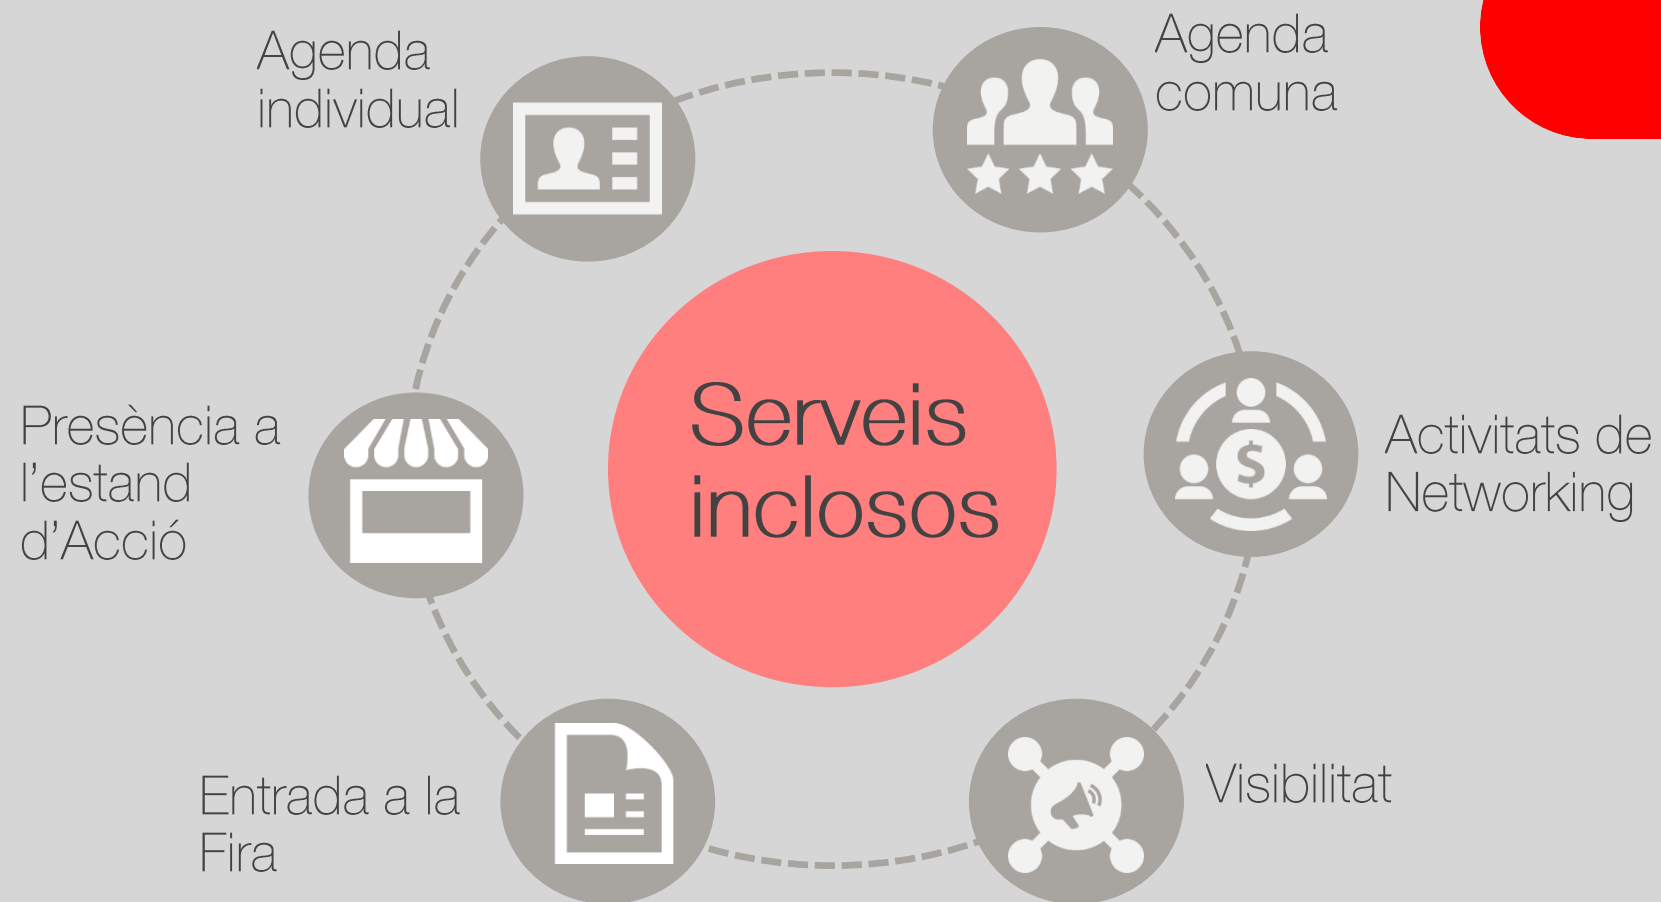 Agenda
individual
Agenda
comuna
Presència a
l’estand
d’Acció
Serveis
inclosos
Activitats de
Networking
Entrada a la
Fira
Visibilitat
$